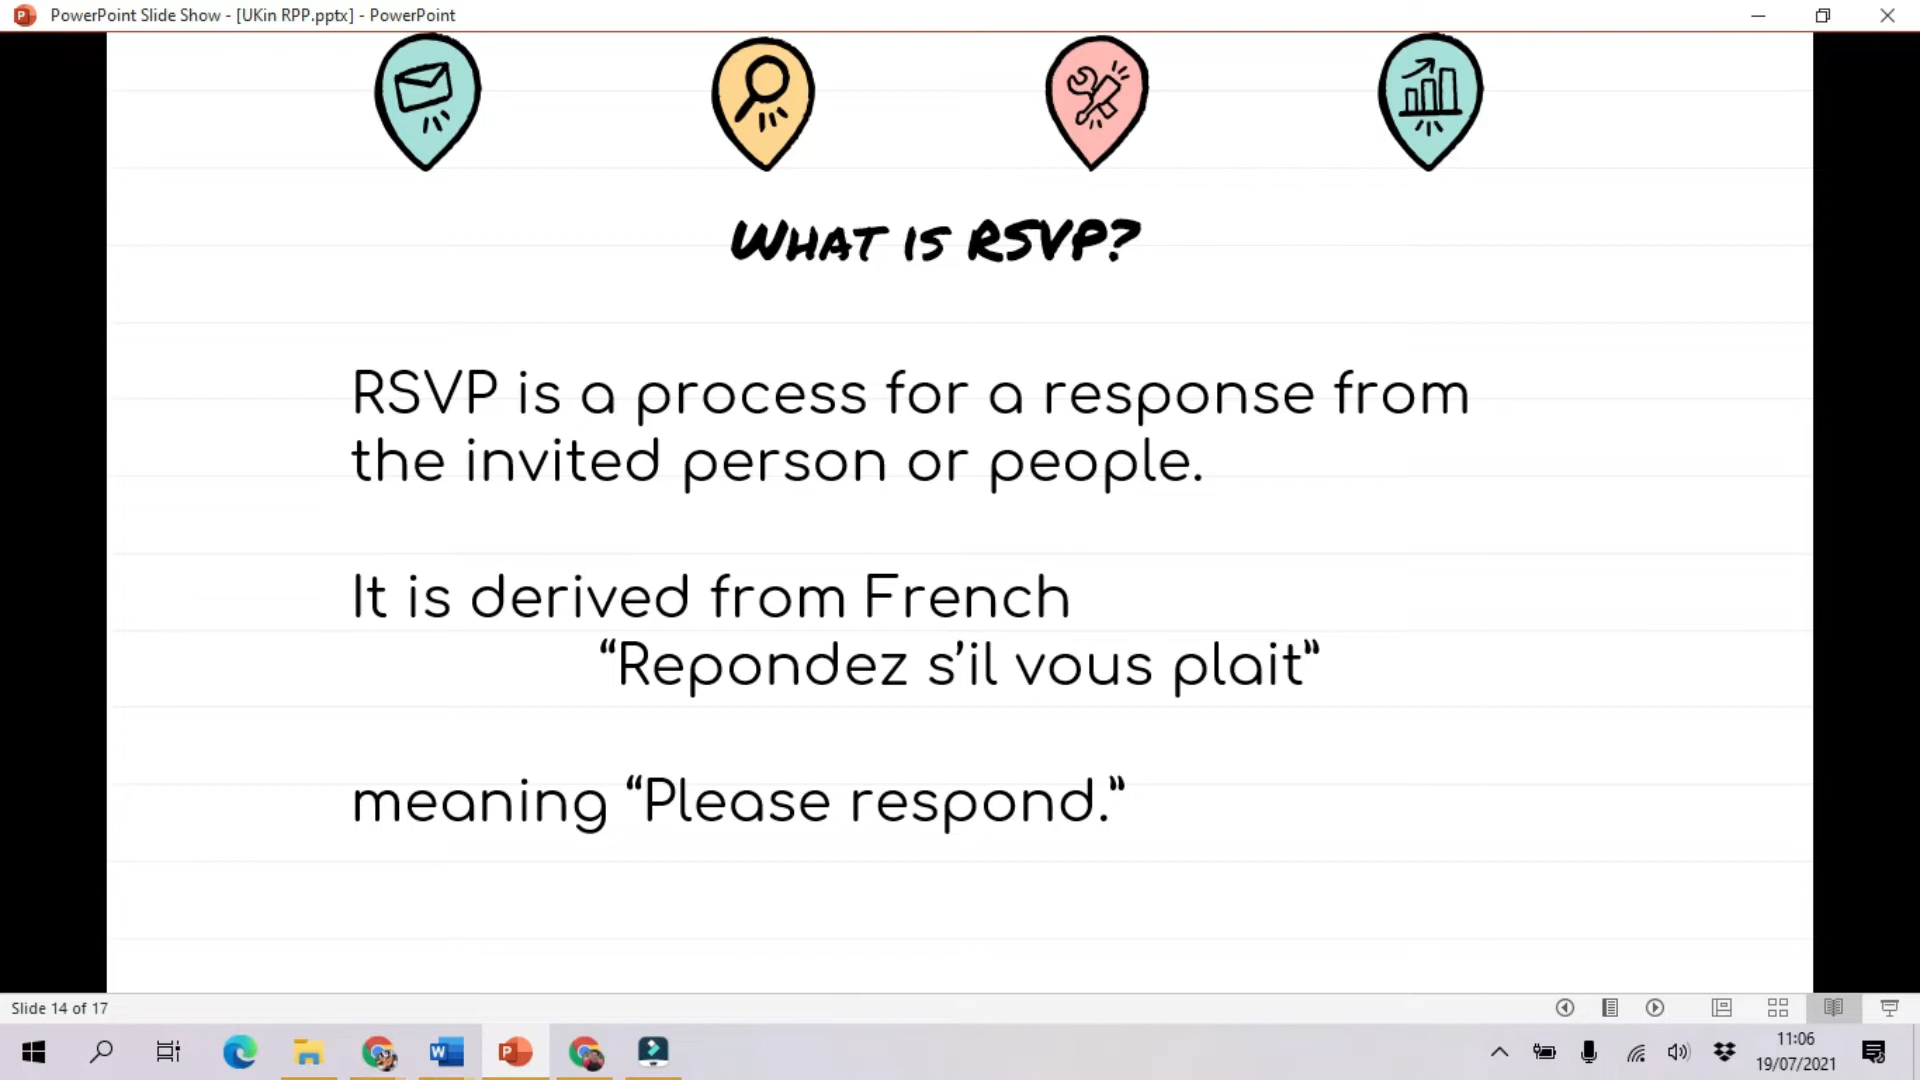 PowerPoint Slide Show - [UKin RPP.pptx] - PowerPoint
What is RSVP?
RSVP is a process for a response from
the invited person or people.
It is derived from French
“Repondez s’il vous plait”
meaning “Please respond.”
Slide 14 of 17
11:06
19/07/2021